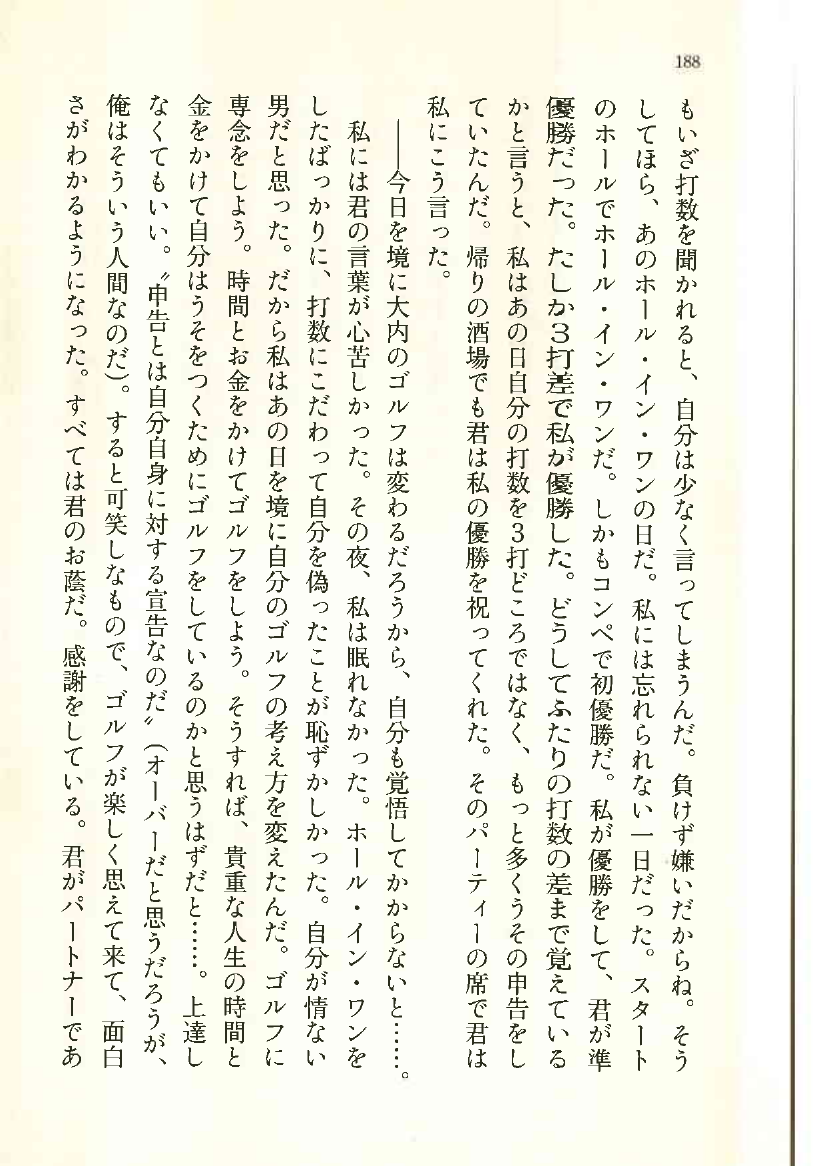 188
もいざ打数を聞かれると、自分は少なく言ってしまうんだ。負けず嫌いだからね。そう
してほら、あのホール・イン・ワンの日だ。私には忘れられない一日だった。スタート
のホールでホール・イン・ワンだ。しかもコンペで初優勝だ。私が優勝をして、君が準
優勝だった。たしか3打差で私が優勝した。どうしてふたりの打数の差まで覚えている
かと言うと、私はあの日自分の打数を3打どころではなく、もっと多くうその申告をし
ていたんだ。帰りの酒場でも君は私の優勝を祝ってくれた。そのパーティーの席で君は
私にこう言った。
――今日を境に大内のゴルフは変わるだろうから、自分も覚悟してかからないと……。
私には君の言葉が心苦しかった。その夜、私は眠れなかった。ホール・イン・ワンを
したばっかりに、打数にこだわって自分を偽ったことが恥ずかしかった。自分が情ない
男だと思った。だから私はあの日を境に自分のゴルフの考え方を変えたんだ。ゴルフに
専念をしよう。時間とお金をかけてゴルフをしよう。そうすれば、貴重な人生の時間と
金をかけて自分はうそをつくためにゴルフをしているのかと思うはずだと……。上達し
なくてもいい。〝申告とは自分自身に対する宣告なのだ〟（オーバーだと思うだろうが、
俺はそういう人間なのだ）。すると可笑しなもので、ゴルフが楽しく思えて来て、面白
さがわかるようになった。すべては君のお蔭だ。感謝をしている。君がパートナーであ